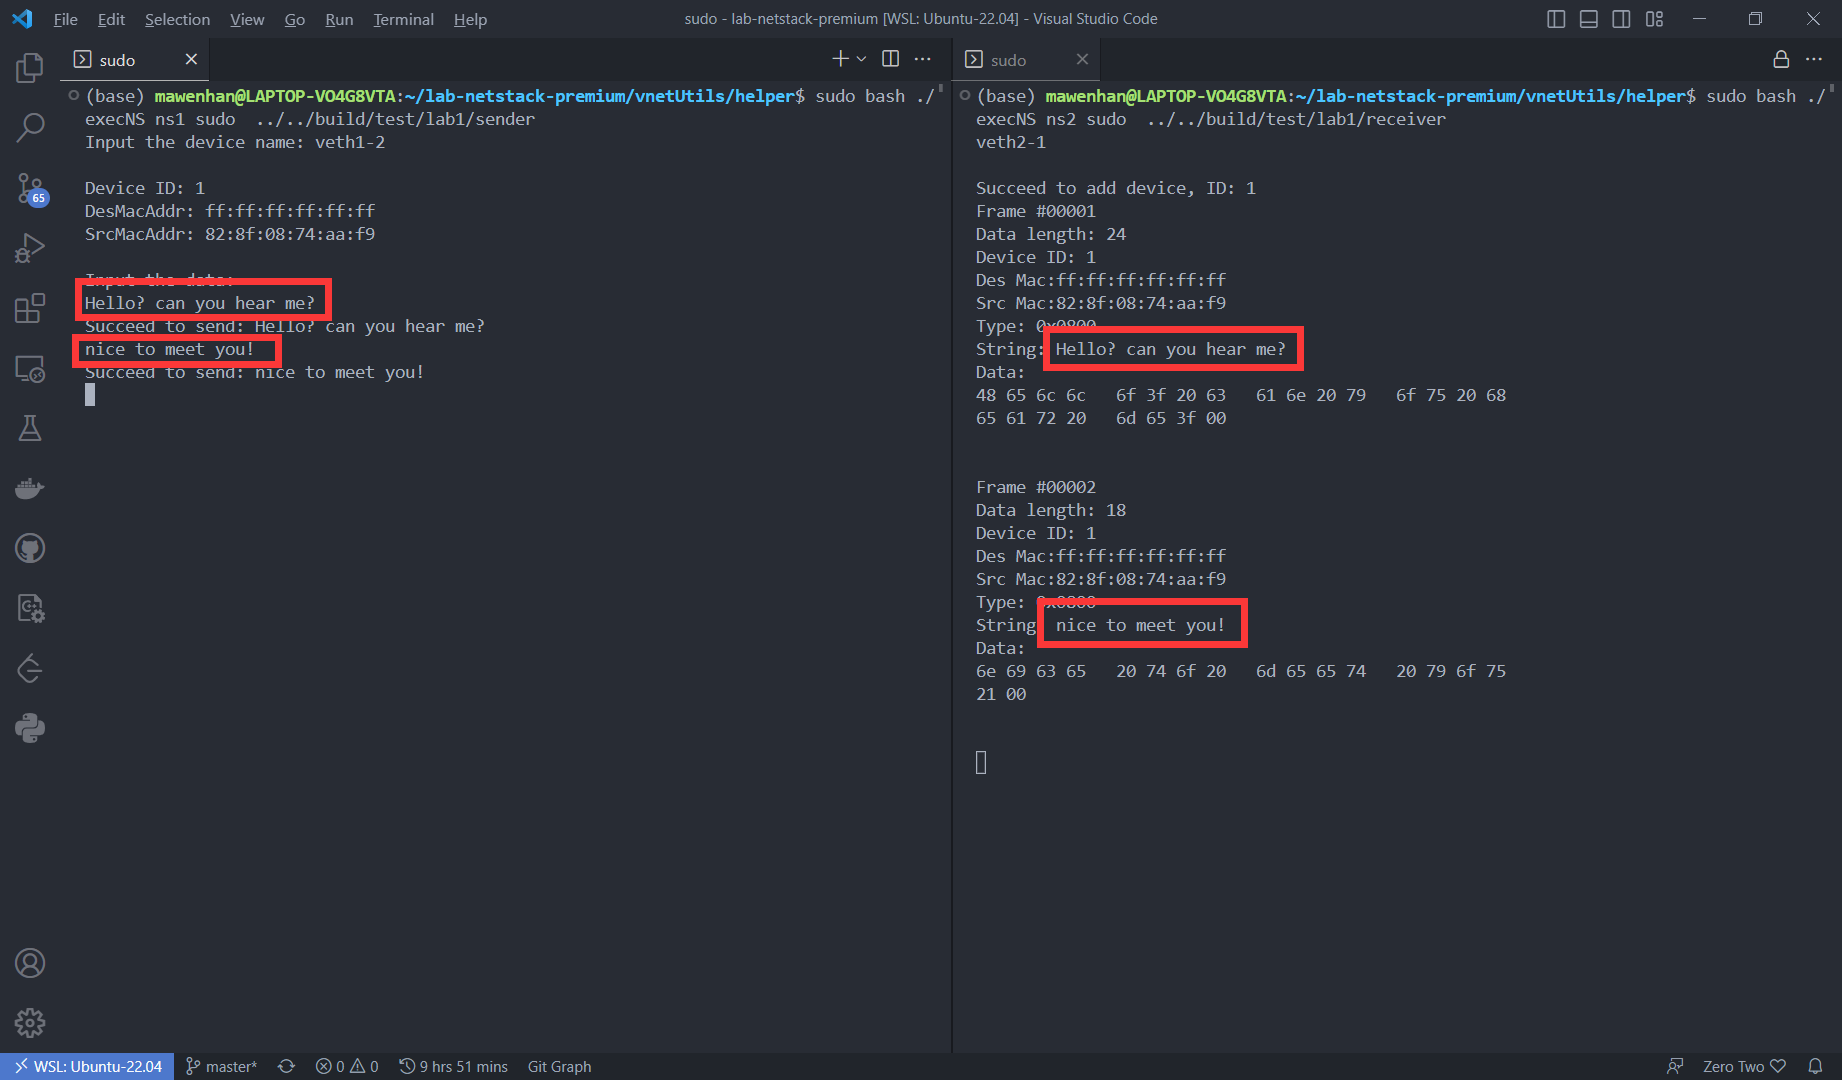 File Edit Selection View Go Run Terminal Help
sudo - lab-netstack-premium [WSL: Ubuntu-22.04] - Visual Studio Code
sudo
(base) mawenhan@LAPTOP-VO4G8VTA:~/lab-netstack-premium/vnetUtils/helper$ sudo bash ./
execNS ns1 sudo  ../../build/test/lab1/sender
Input the device name: veth1-2
Device ID: 1
DesMacAddr: ff:ff:ff:ff:ff:ff
SrcMacAddr: 82:8f:08:74:aa:f9
Input the data:
Hello? can you hear me?
Succeed to send: Hello? can you hear me?
nice to meet you!
Succeed to send: nice to meet you!
sudo
(base) mawenhan@LAPTOP-VO4G8VTA:~/lab-netstack-premium/vnetUtils/helper$ sudo bash ./
execNS ns2 sudo  ../../build/test/lab1/receiver
veth2-1
Succeed to add device, ID: 1
Frame #00001
Data length: 24
Device ID: 1
Des Mac:ff:ff:ff:ff:ff:ff
Src Mac:82:8f:08:74:aa:f9
Type: 0x0800
String: Hello? can you hear me?
Data:
48 65 6c 6c   6f 3f 20 63   61 6e 20 79   6f 75 20 68
65 61 72 20   6d 65 3f 00
Frame #00002
Data length: 18
Device ID: 1
Des Mac:ff:ff:ff:ff:ff:ff
Src Mac:82:8f:08:74:aa:f9
Type: 0x0800
String nice to meet you!
Data:
6e 69 63 65   20 74 6f 20   6d 65 65 74   20 79 6f 75
21 00
65
WSL: Ubuntu-22.04 master* 0 0 9 hrs 51 mins Git Graph
Zero Two